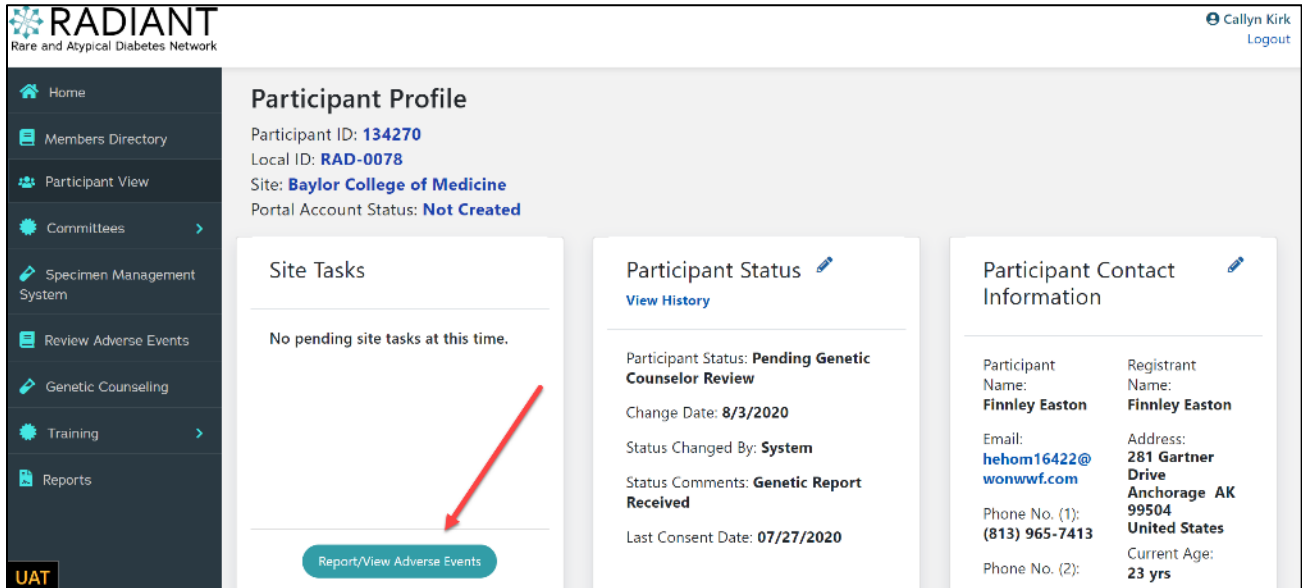 RADIANT
Rare and Atypical Diabetes Network
Callyn Kirk
Logout
Home
Members Directory
Participant View
Committees
Specimen Management
System
Review Adverse Events
Genetic Counseling
Training
Reports
UAT
Participant Profile
Participant ID: 134270
Local ID: RAD-0078
Site: Baylor College of Medicine
Portal Account Status: Not Created
Site Tasks
No pending site tasks at this time.
Report/View Adverse Events
Participant Status
View History
Participant Status: Pending Genetic
Counselor Review
Change Date: 8/3/2020
Status Changed By: System
Status Comments: Genetic Report
Received
Last Consent Date: 07/27/2020
Participant Contact
Information
Participant
Name:
Finnley Easton
Email:
hehom16422@
wonwwf.com
Phone No. (1):
(813) 965-7413
Phone No. (2):
Registrant
Name:
Finnley Easton
Address:
281 Gartner
Drive
Anchorage AK
99504
United States
Current Age:
23 yrs